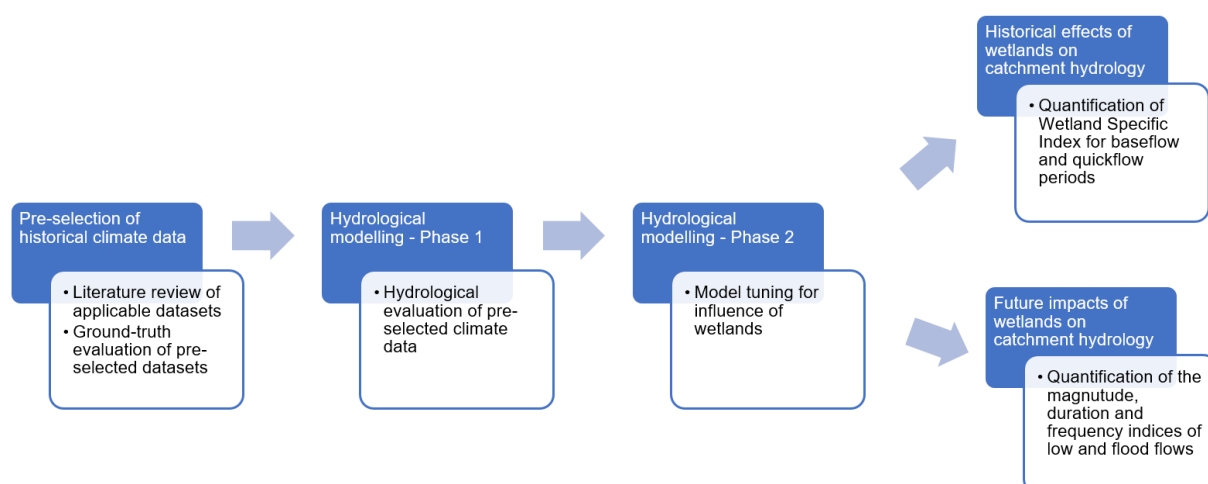 Pre-selection of
historical climate data
• Literature review of
applicable datasets
• Ground-truth
evaluation of pre-
selected datasets
Hydrological
modelling - Phase 1
• Hydrological
evaluation of pre-
selected climate
data
Hydrological
modelling - Phase 2
• Model tuning for
influence of
wetlands
Historical effects of
wetlands on
catchment hydrology
• Quantification of
Wetland Specific
Index for baseflow
and quickflow
periods
Future impacts of
wetlands on
catchment hydrology
• Quantification of the
magnutude,
duration and
frequency indices of
low and flood flows